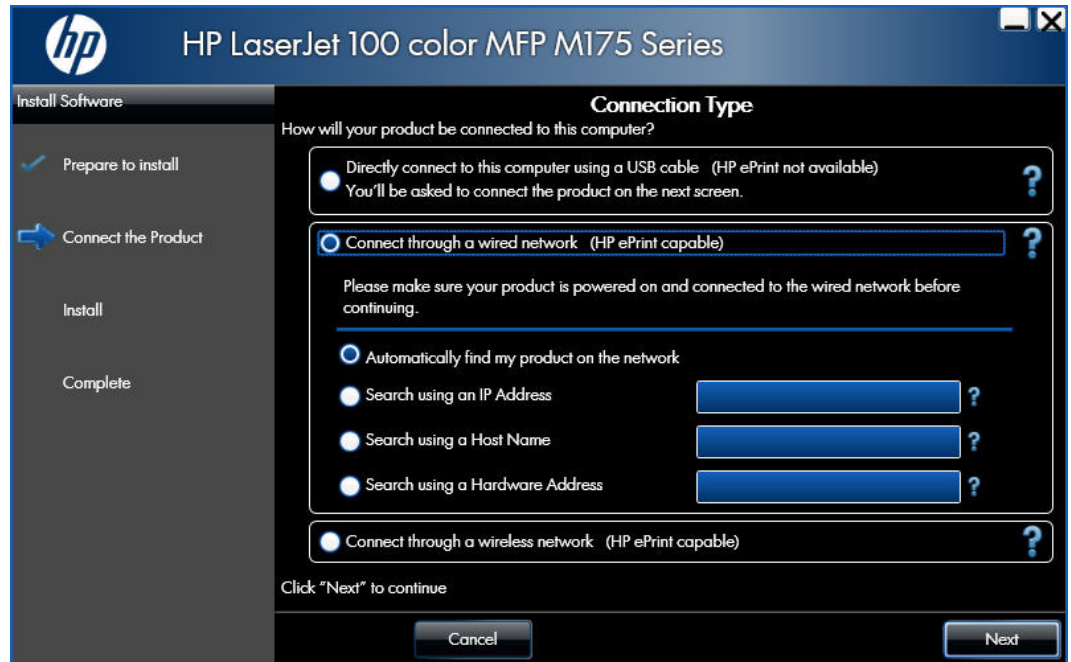 hp
HP LaserJet 100 color MFP M175 Series
Install Software
Prepare to install
Connect the Product
Install
Complete
Connection Type
How will your product be connected to this computer?
Directly connect to this computer using a USB cable (HP ePrint not available)
You'll be asked to connect the product on the next screen.
?
Connect through a wired network (HP ePrint capable)
?
Please make sure your product is powered on and connected to the wired network before
continuing.
Automatically find my product on the network
Search using an IP Address
?
Search using a Host Name
?
Search using a Hardware Address
?
Connect through a wireless network (HP ePrint capable)
?
Click "Next" to continue
Cancel
Next